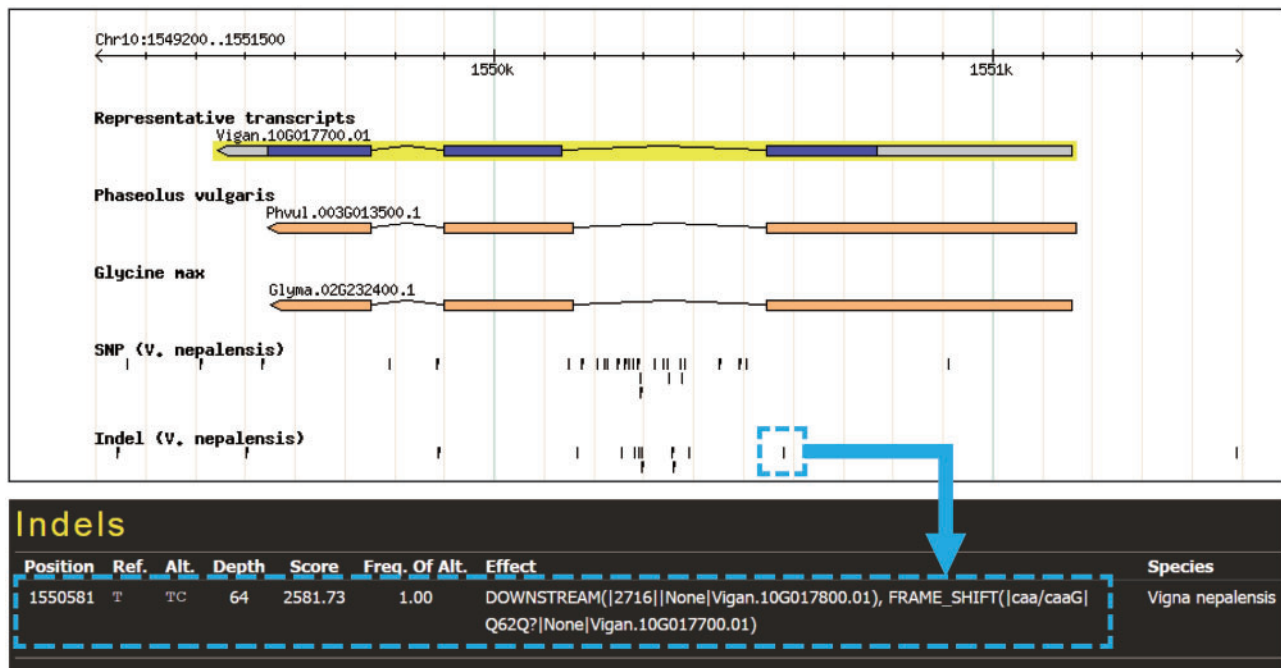 Chr10:1549200..1551500
1550k 1551k
Representative transcripts
Vigan.10G017700.01
Phaseolus vulgaris
Phvul.003G013500.1
Glycine max
Glyma.02G232400.1
SNP (V. nepalensis)
Indel (V. nepalensis)
Indels
Position Ref. Alt. Depth Score Freq. Of Alt. Effect Species
1550581 T TC 64 2581.73 1.00 DOWNSTREAM(|2716||None|Vigan.10G017800.01), FRAME_SHIFT(|caa/caaG| Vigna nepalensis
Q62Q?|None|Vigan.10G017700.01)